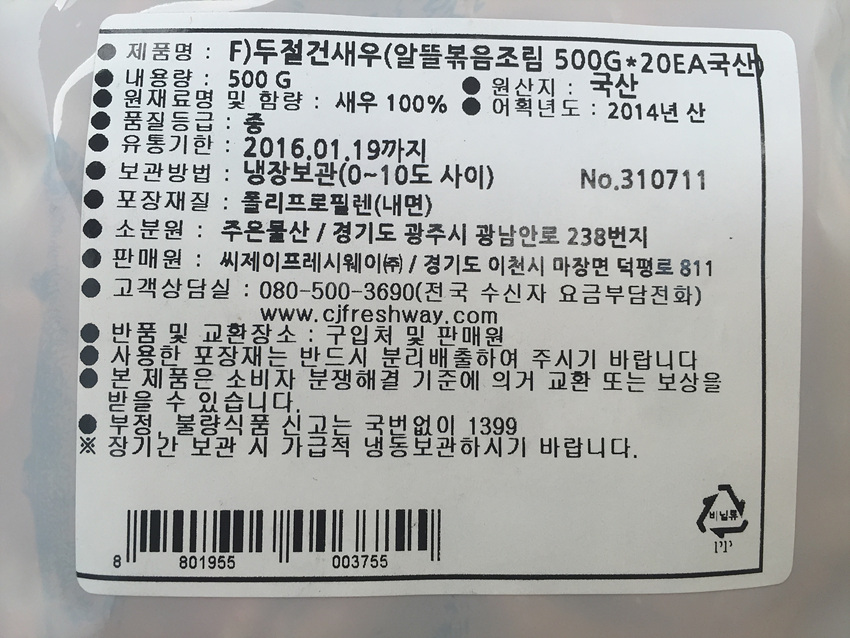 ● 제품명 : F)두절건새우(알뜰볶음조림 500G*20EA국산)
● 내용량 : 500 G ● 원산지 : 국산
● 원재료명 및 함량 : 새우 100% ● 어획년도 : 2014년 산
● 품질등급 : 중
● 유통기한 : 2016.01.19까지
● 보관방법 : 냉장보관(0~10도 사이) No.310711
● 포장재질 : 폴리프로필렌(내면)
● 소분원 : 주은물산 / 경기도 광주시 광남안로 238번지
● 판매원 : 씨제이프레시웨이㈜ / 경기도 이천시 마장면 덕평로 811
● 고객상담실 : 080-500-3690(전국 수신자 요금부담전화)
www.cjfreshway.com
● 반품 및 교환장소 : 구입처 및 판매원
● 사용한 포장재는 반드시 분리배출하여 주시기 바랍니다
● 본 제품은 소비자 분쟁해결 기준에 의거 교환 또는 보상을
받을 수 있습니다.
● 부정, 불량식품 신고는 국번없이 1399
※ 장기간 보관 시 가급적 냉동보관하시기 바랍니다.
비닐류
8 801955 003755